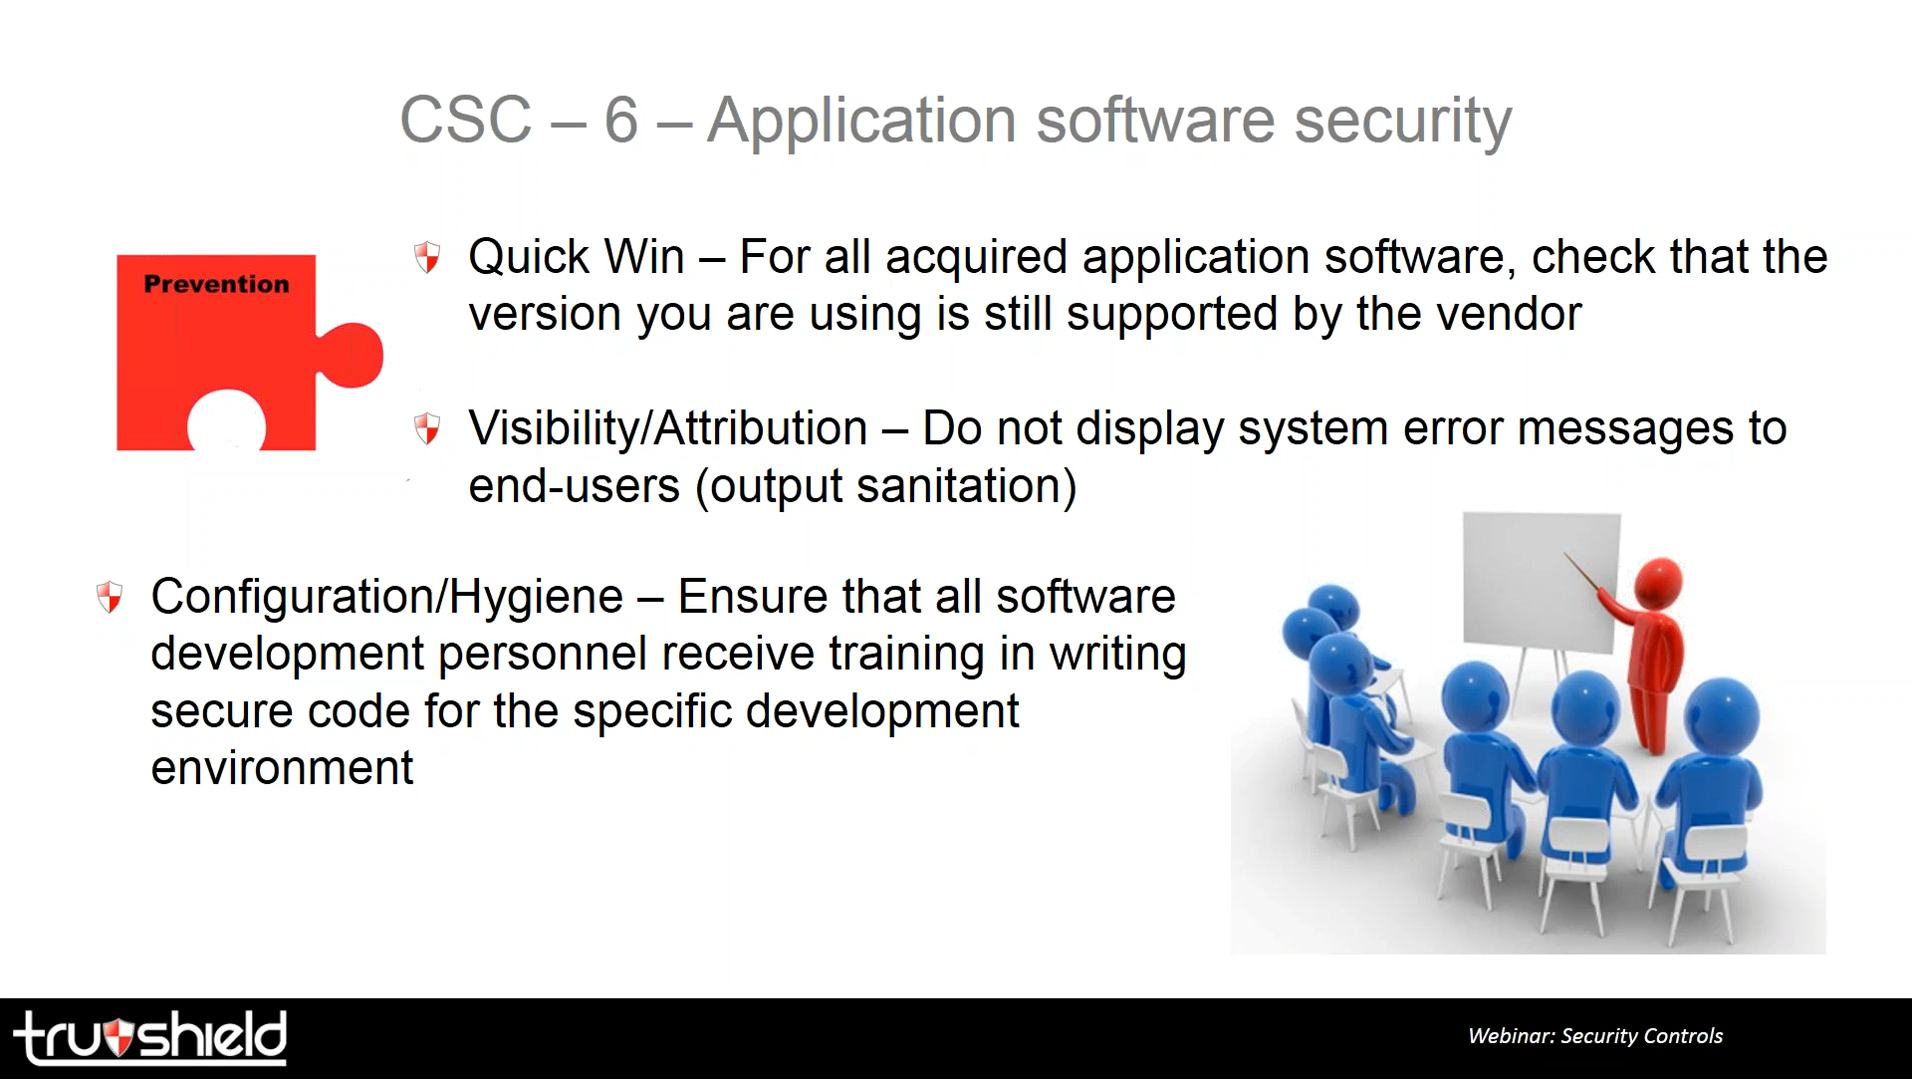 CSC – 6 – Application software security
Prevention
Quick Win – For all acquired application software, check that the
version you are using is still supported by the vendor
Visibility/Attribution – Do not display system error messages to
end-users (output sanitation)
Configuration/Hygiene – Ensure that all software
development personnel receive training in writing
secure code for the specific development
environment
trushield
Webinar: Security Controls